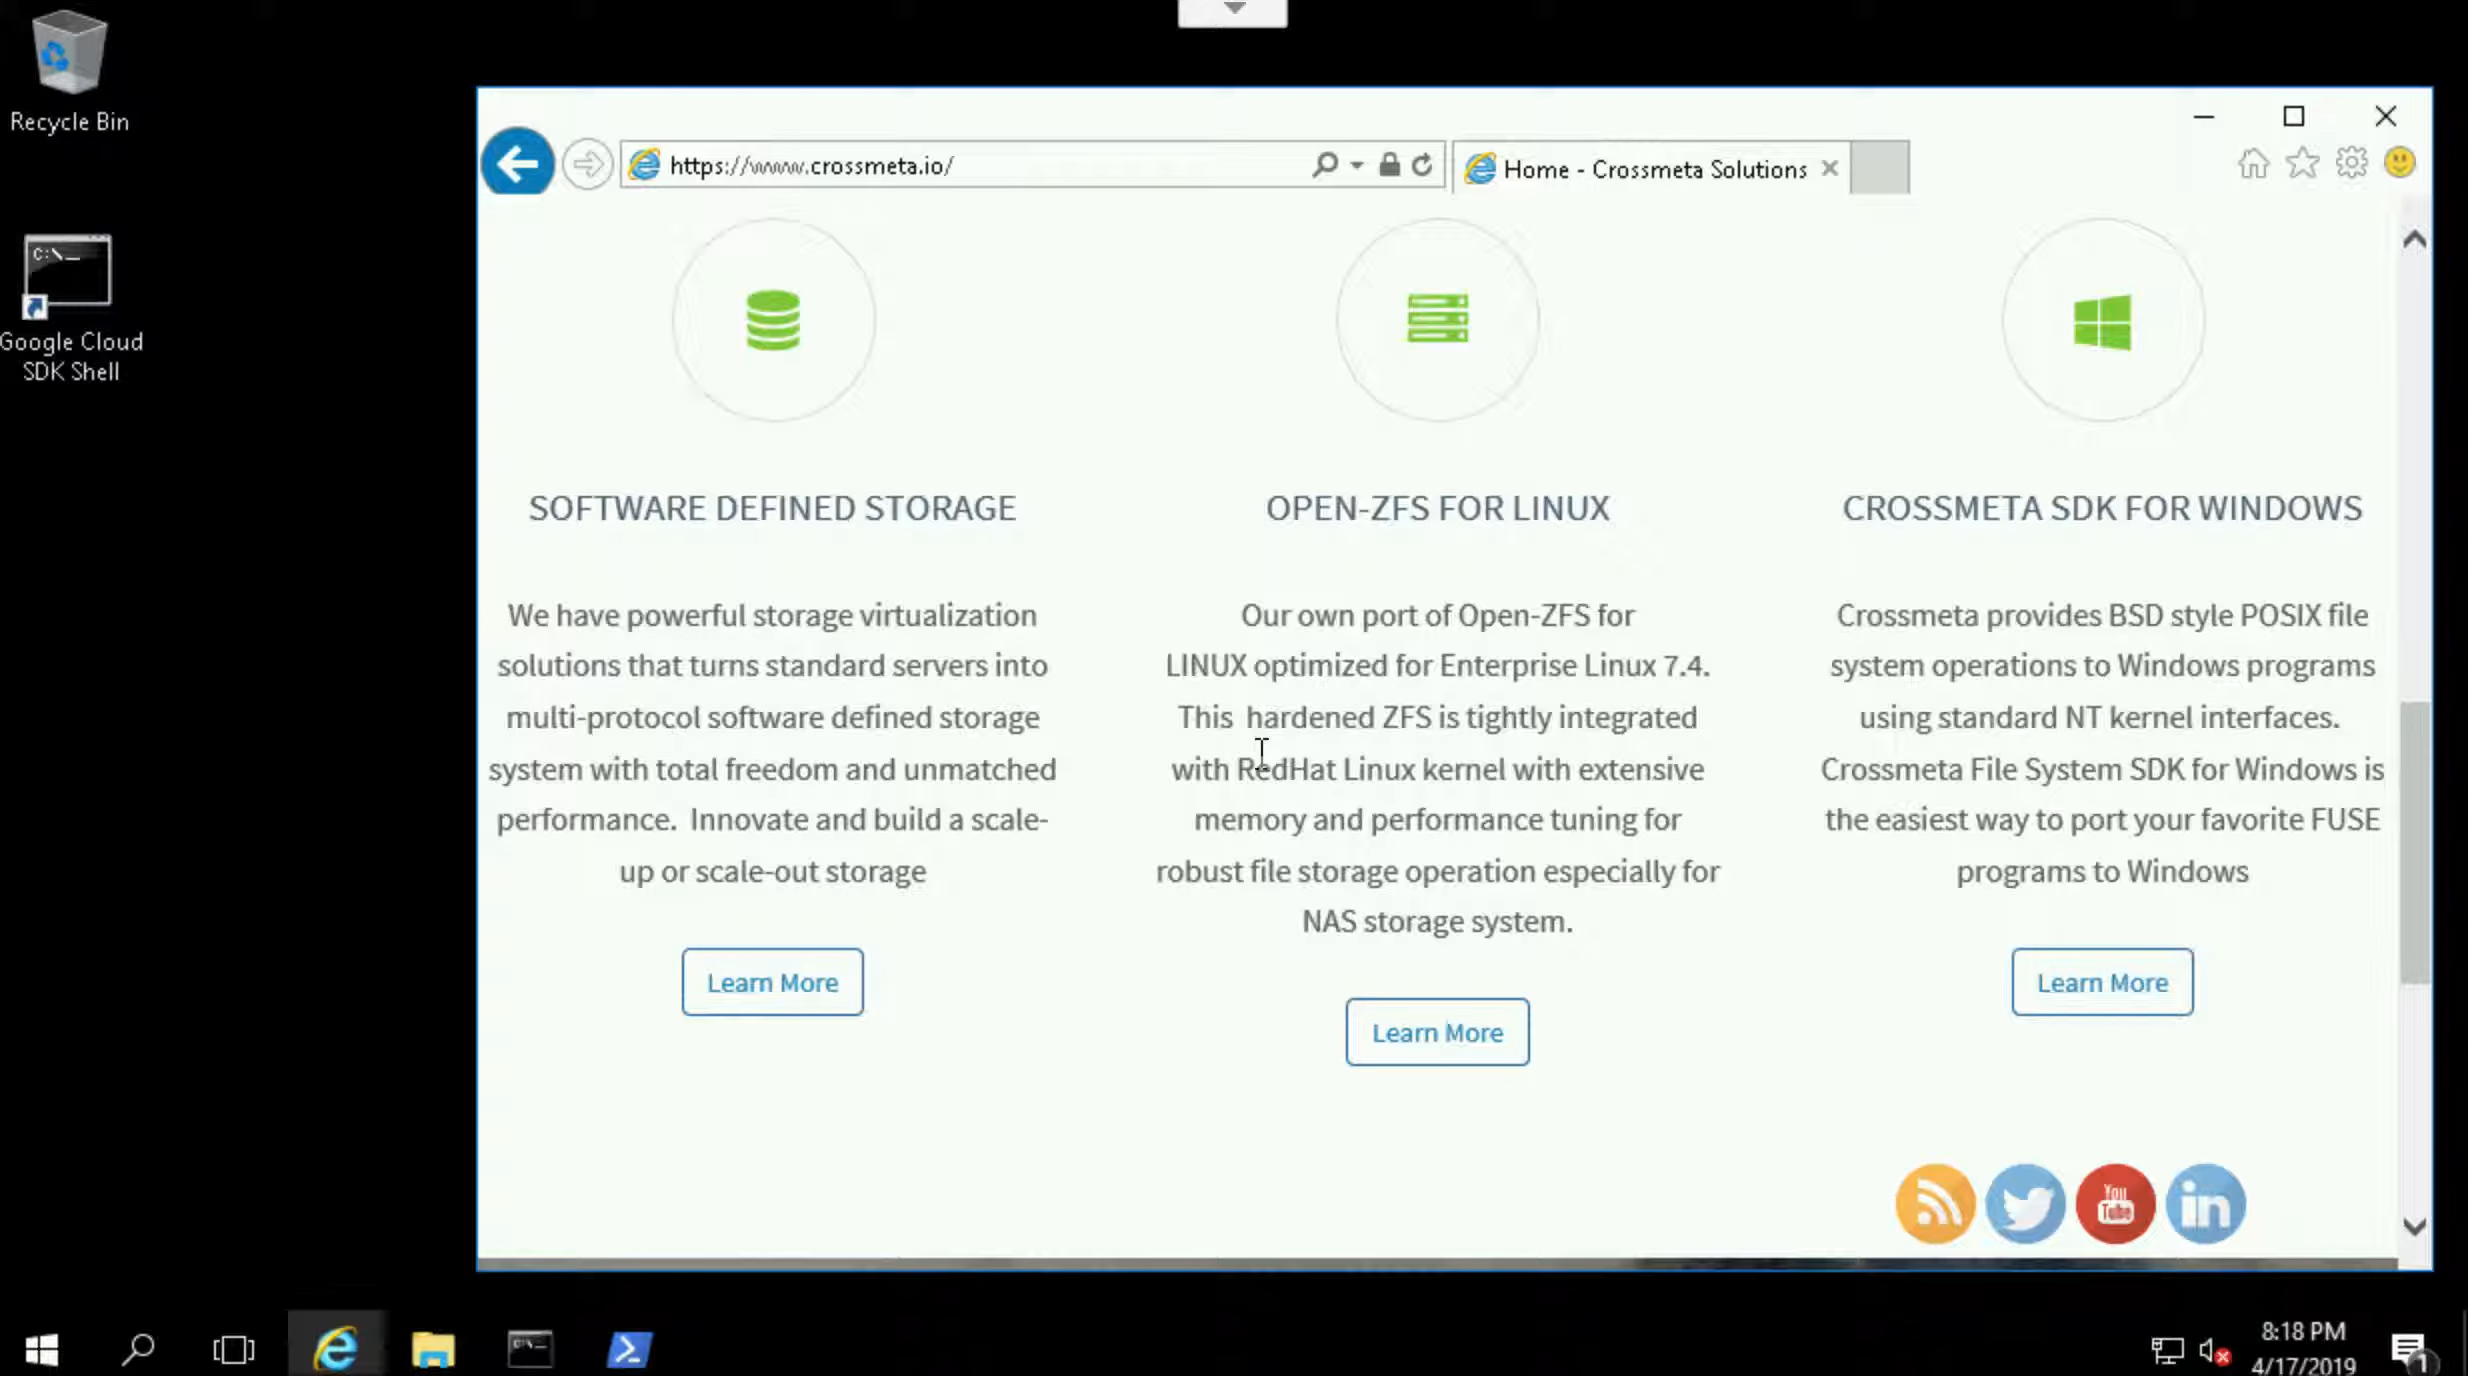 Recycle Bin
Google Cloud
SDK Shell
https://www.crossmeta.io/
Home - Crossmeta Solutions
SOFTWARE DEFINED STORAGE
We have powerful storage virtualization
solutions that turns standard servers into
multi-protocol software defined storage
system with total freedom and unmatched
performance.  Innovate and build a scale-
up or scale-out storage
Learn More
OPEN-ZFS FOR LINUX
Our own port of Open-ZFS for
LINUX optimized for Enterprise Linux 7.4.
This  hardened ZFS is tightly integrated
with RedHat Linux kernel with extensive
memory and performance tuning for
robust file storage operation especially for
NAS storage system.
Learn More
CROSSMETA SDK FOR WINDOWS
Crossmeta provides BSD style POSIX file
system operations to Windows programs
using standard NT kernel interfaces.
Crossmeta File System SDK for Windows is
the easiest way to port your favorite FUSE
programs to Windows
Learn More
You
Tube
in
8:18 PM
4/17/2019
1